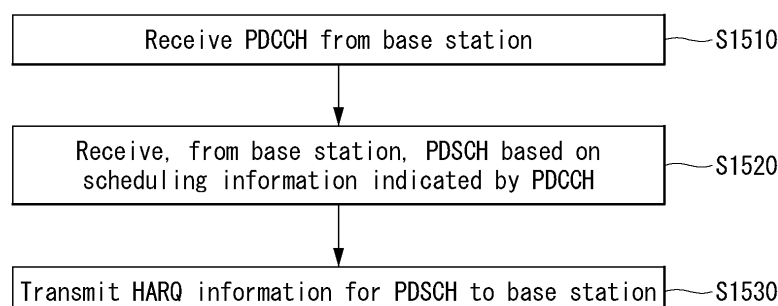 Receive PDCCH from base station
S1510
Receive, from base station, PDSCH based on
scheduling information indicated by PDCCH
S1520
Transmit HARQ information for PDSCH to base station
S1530